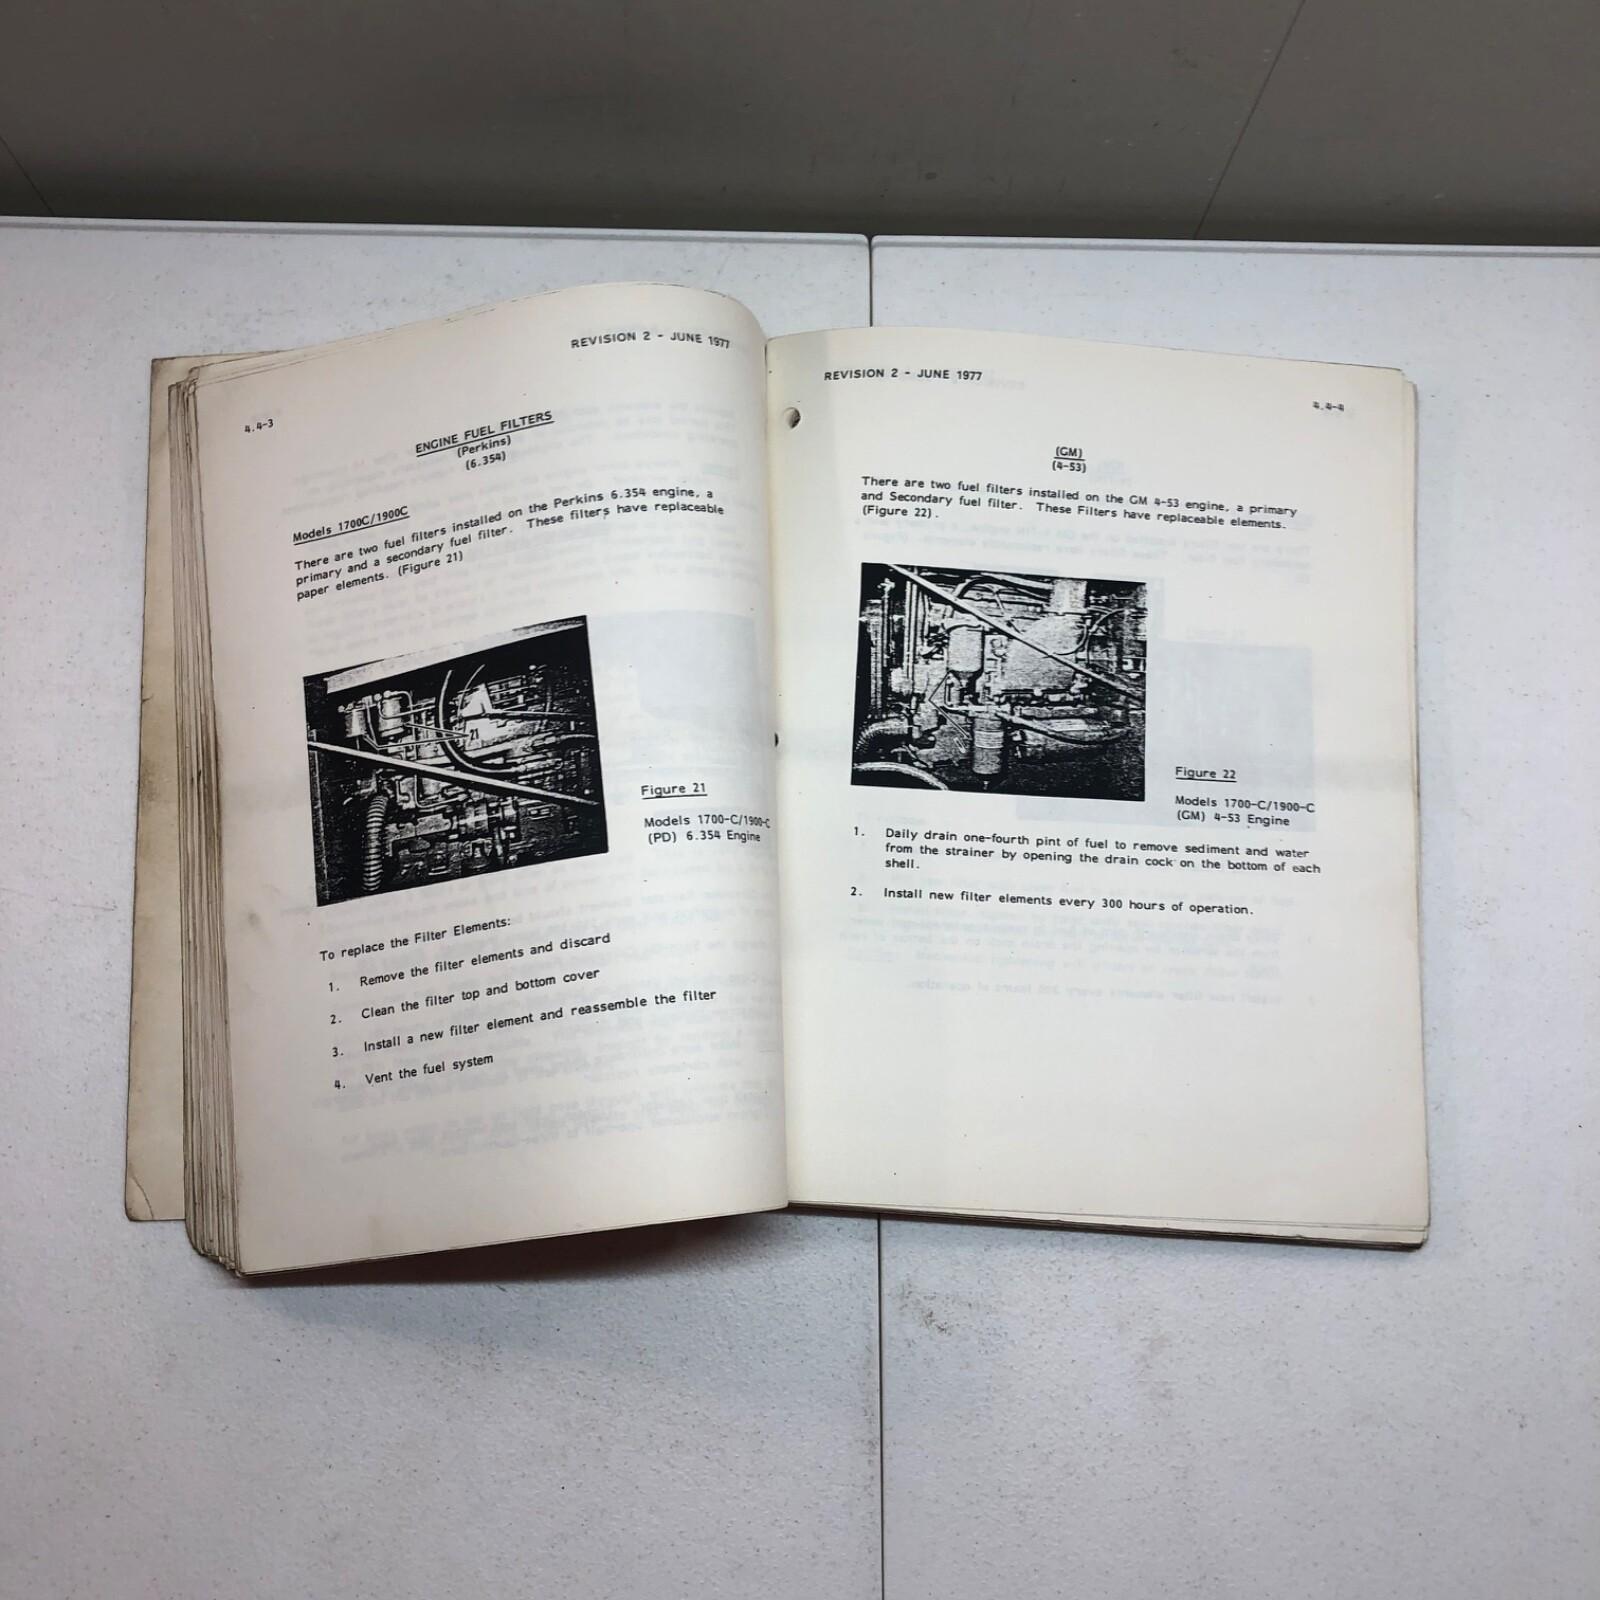 REVISION 2 - JUNE 1977
4.4-3
ENGINE FUEL FILTERS
(Perkins)
(6.354)
Models 1700C/1900C
There are two fuel filters installed on the Perkins 6.354 engine, a
primary and a secondary fuel filter. These filters have replaceable
paper elements. (Figure 21)
21
Figure 21
Models 1700-C/1900-C
(PD) 6.354 Engine
To replace the Filter Elements:
1. Remove the filter elements and discard
2. Clean the filter top and bottom cover
3. Install a new filter element and reassemble the filter
4. Vent the fuel system
REVISION 2 - JUNE 1977
4.4-4
(GM)
(4-53)
There are two fuel filters installed on the GM 4-53 engine, a primary
and Secondary fuel filter. These Filters have replaceable elements.
(Figure 22).
Figure 22
Models 1700-C/1900-C
(GM) 4-53 Engine
1. Daily drain one-fourth pint of fuel to remove sediment and water
from the strainer by opening the drain cock on the bottom of each
shell.
2. Install new filter elements every 300 hours of operation.